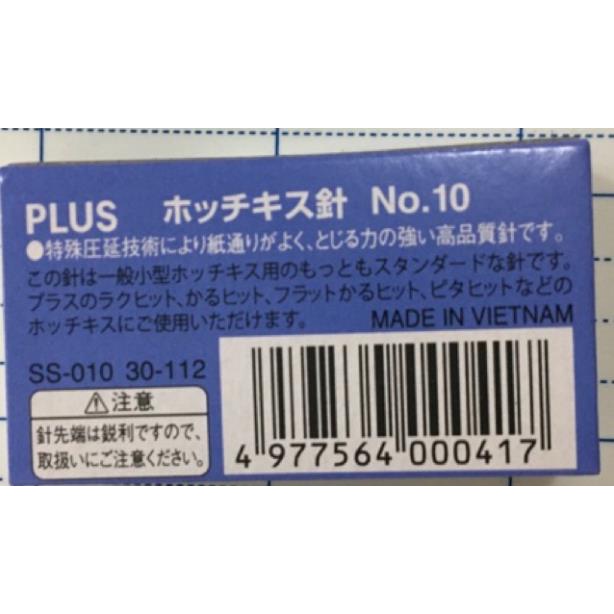 PLUS ホッチキス針 No.10
●特殊圧延技術により紙通りがよく、とじる力の強い高品質針です。
この針は一般小型ホッチキス用のもっともスタンダードな針です。
プラスのラクヒット、かるヒット、フラットかるヒット、ピタヒットなどの
ホッチキスにご使用いただけます。 MADE IN VIETNAM
SS-010 30-112
⚠注意
針先端は鋭利ですので、
取扱いにご注意ください。
4 977564 000417